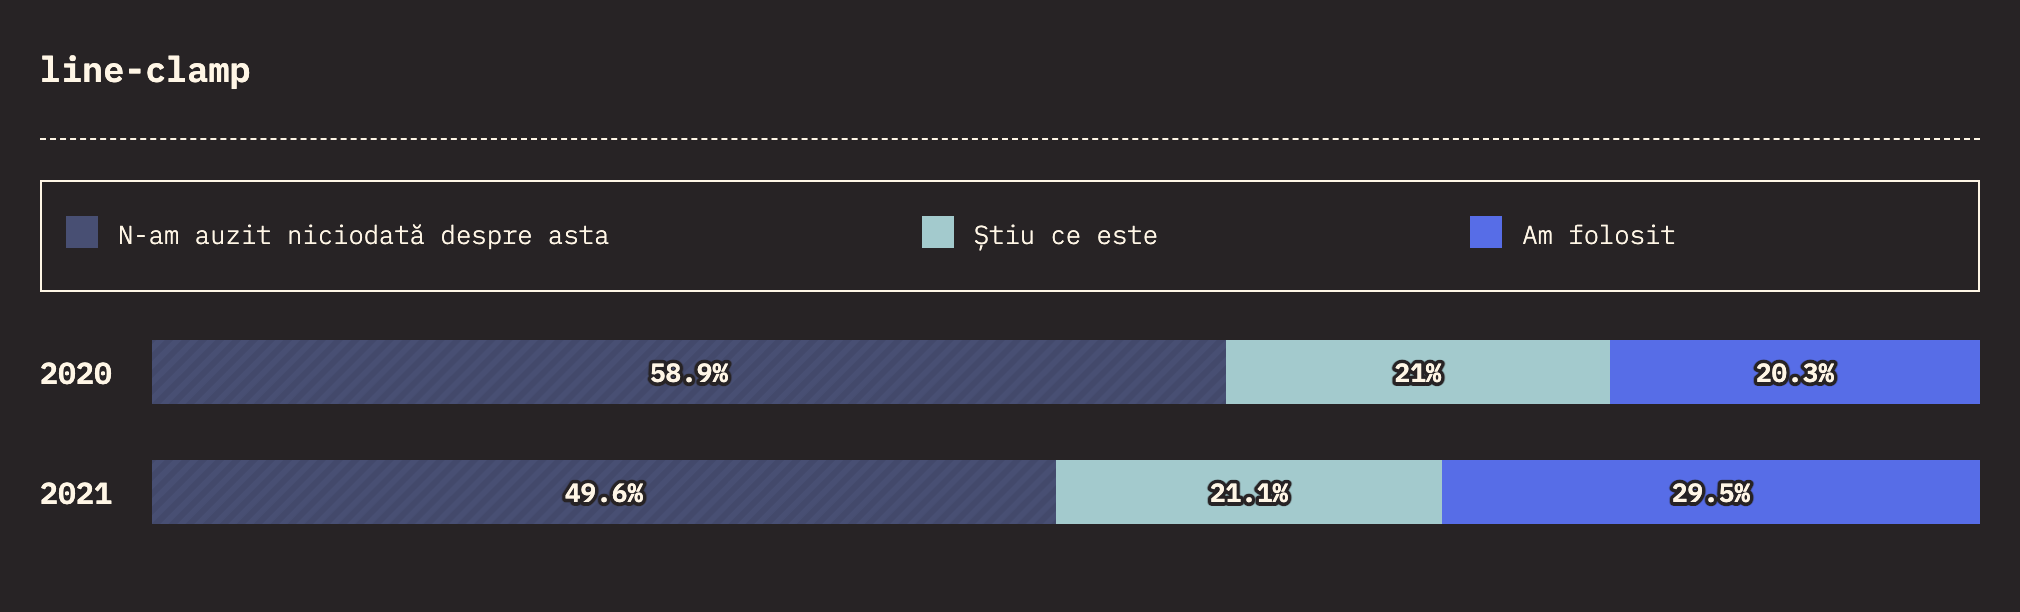 line-clamp
N-am auzit niciodată despre asta
Știu ce este
Am folosit
2020 58.9% 21% 20.3%
2021 49.6% 21.1% 29.5%